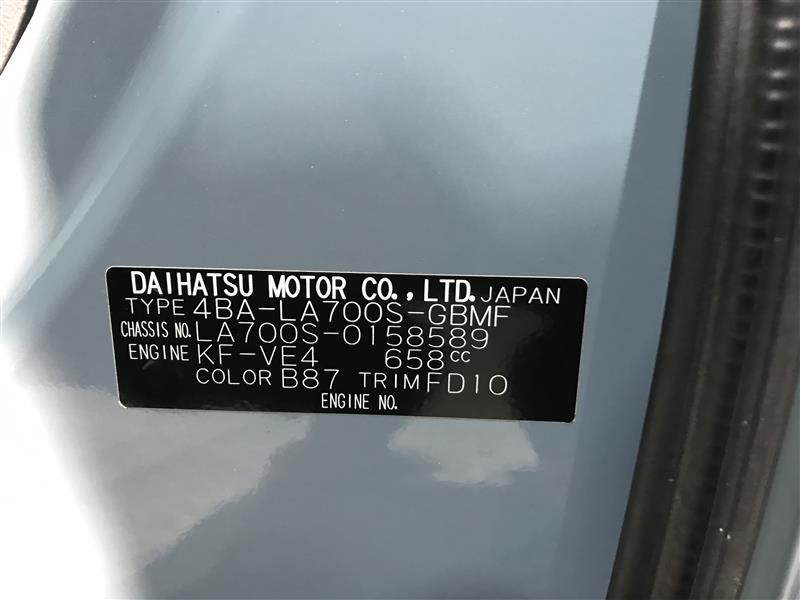 DAIHATSU MOTOR CO., LTD. JAPAN
TYPE 4BA-LA700S-GBMF
CHASSIS NO. LA700S-0158589
ENGINE KF-VE4 658cc
COLOR B87 TRIM FD10
ENGINE NO.